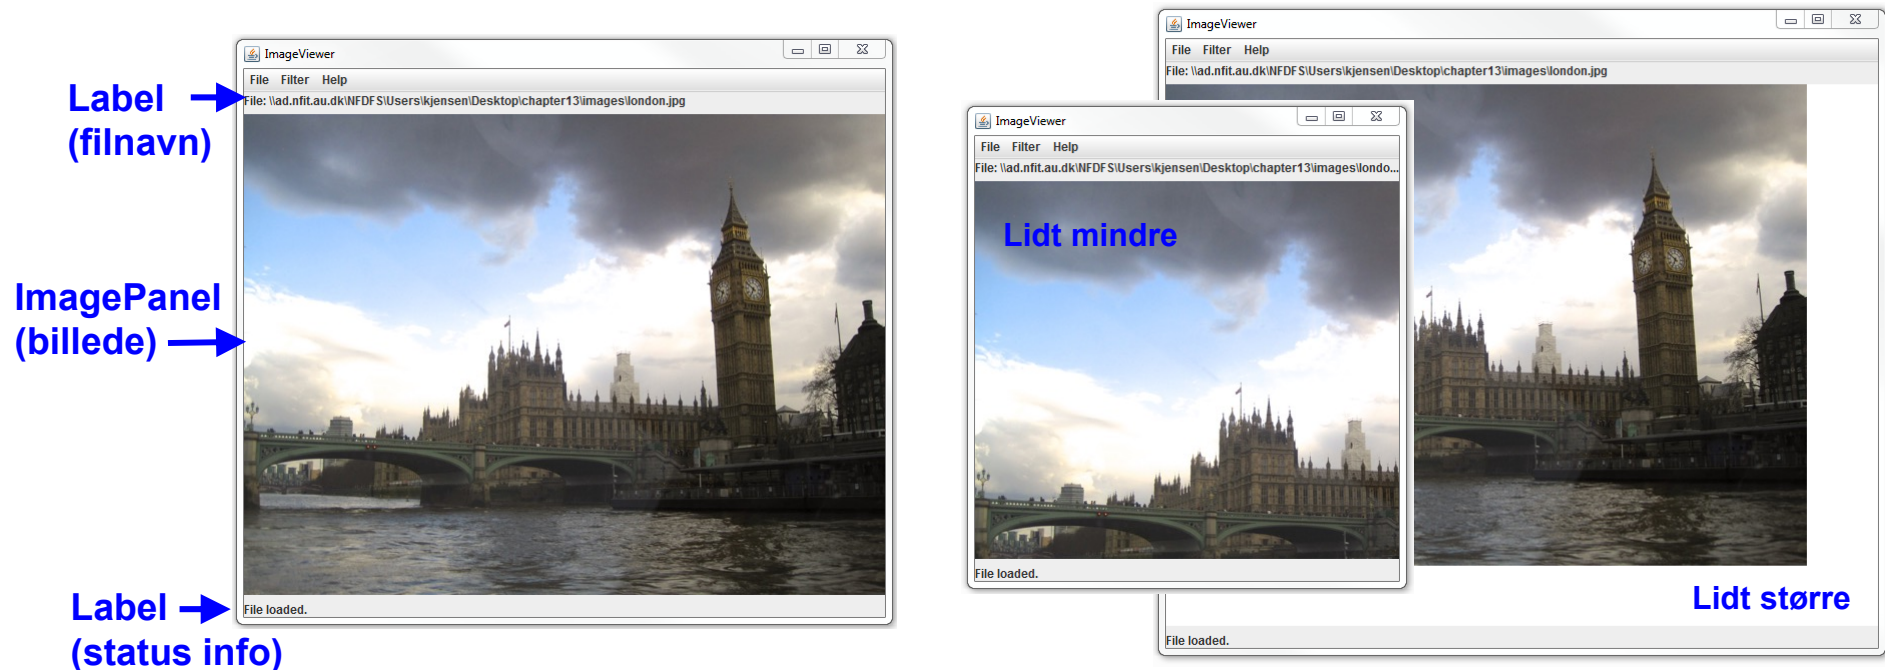 ImageViewer
File Filter Help
File: \\ad.nfit.au.dk\NFDFS\Users\kjensen\Desktop\chapter13\images\london.jpg
Label
(filnavn)
ImagePanel
(billede)
File loaded.
Label
(status info)
ImageViewer
File Filter Help
File: \\ad.nfit.au.dk\NFDFS\Users\kjensen\Desktop\chapter13\images\londo...
Lidt mindre
File loaded.
ImageViewer
File Filter Help
File: \\ad.nfit.au.dk\NFDFS\Users\kjensen\Desktop\chapter13\images\london.jpg
Lidt større
File loaded.